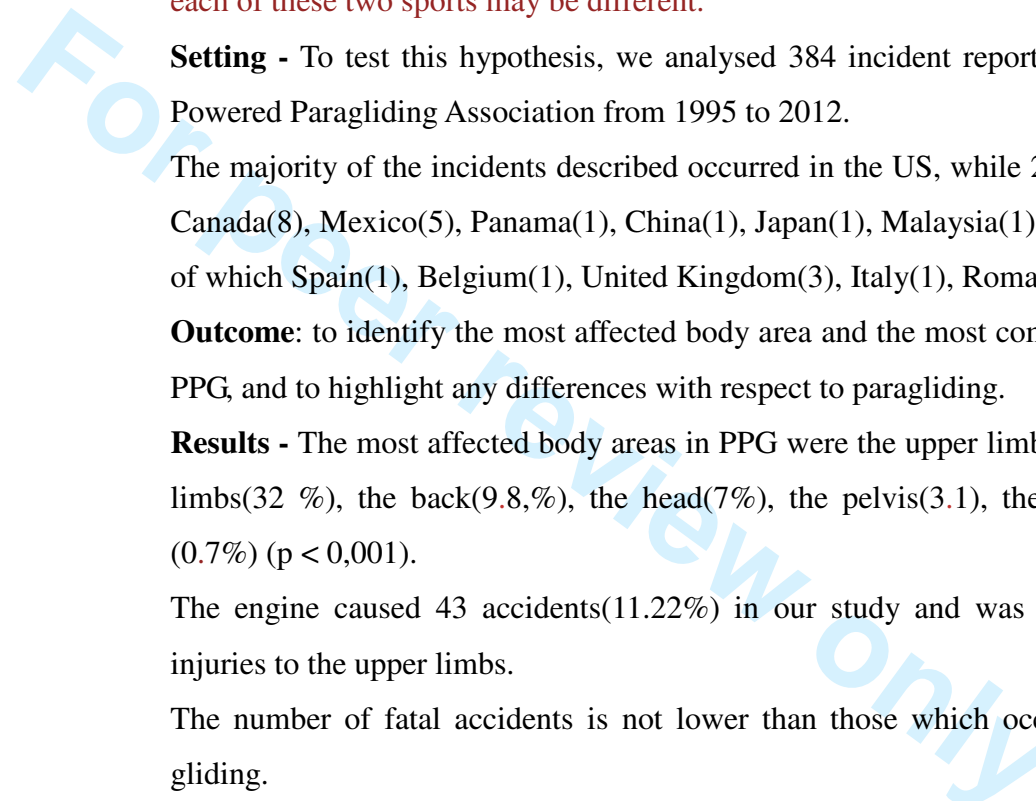 each of these two sports may be different.
Setting - To test this hypothesis, we analysed 384 incident report
Powered Paragliding Association from 1995 to 2012.
The majority of the incidents described occurred in the US, while 2
Canada(8), Mexico(5), Panama(1), China(1), Japan(1), Malaysia(1)
of which Spain(1), Belgium(1), United Kingdom(3), Italy(1), Roma
Outcome: to identify the most affected body area and the most con
PPG, and to highlight any differences with respect to paragliding.
Results - The most affected body areas in PPG were the upper limb
limbs(32 %), the back(9.8,%), the head(7%), the pelvis(3.1), the
(0.7%) (p < 0,001).
The engine caused 43 accidents(11.22%) in our study and was
injuries to the upper limbs.
The number of fatal accidents is not lower than those which occ
gliding.
For peer review only